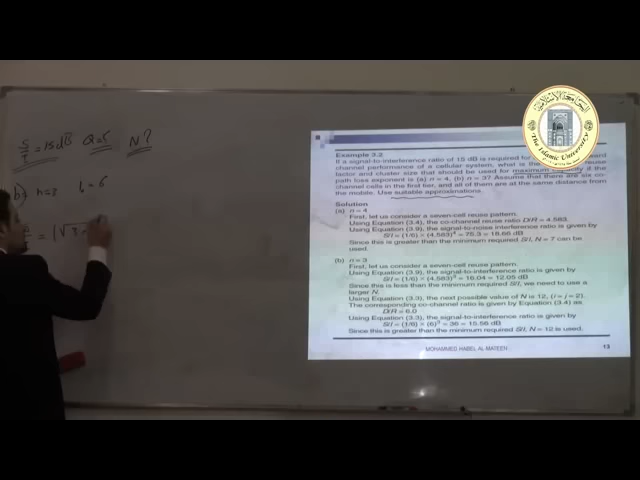 S/I = 15 dB Q=? N?
b) n=3 6=6
= (√3
الجامعة الإسلامية
The Islamic University
Example 3.2
If a signal-to-interference ratio of 15 dB is required for
channel performance of a cellular system, what is the reuse
factor and cluster size that should be used for maximum capacity if the
path loss exponent is (a) n = 4, (b) n = 3? Assume that there are six co-
channel cells in the first tier, and all of them are at the same distance from
the mobile. Use suitable approximations.
Solution
(a) n = 4
First, let us consider a seven-cell reuse pattern.
Using Equation (3.4), the co-channel reuse ratio D/R = 4.583.
Using Equation (3.9), the signal-to-noise interference ratio is given by
S/I = (1/6) × (4.583)⁴ = 75.3 = 18.66 dB
Since this is greater than the minimum required S/I, N = 7 can be
used.
(b) n = 3
First, let us consider a seven-cell reuse pattern.
Using Equation (3.9), the signal-to-interference ratio is given by
S/I = (1/6) × (4.583)³ = 16.04 = 12.05 dB
Since this is less than the minimum required S/I, we need to use a
larger N.
Using Equation (3.3), the next possible value of N is 12, (i = j = 2).
The corresponding co-channel ratio is given by Equation (3.4) as
D/R = 6.0
Using Equation (3.3), the signal-to-interference ratio is given by
S/I = (1/6) × (6)³ = 36 = 15.56 dB
Since this is greater than the minimum required S/I, N = 12 is used.
MOHAMMED HABEL AL MATEEN 13